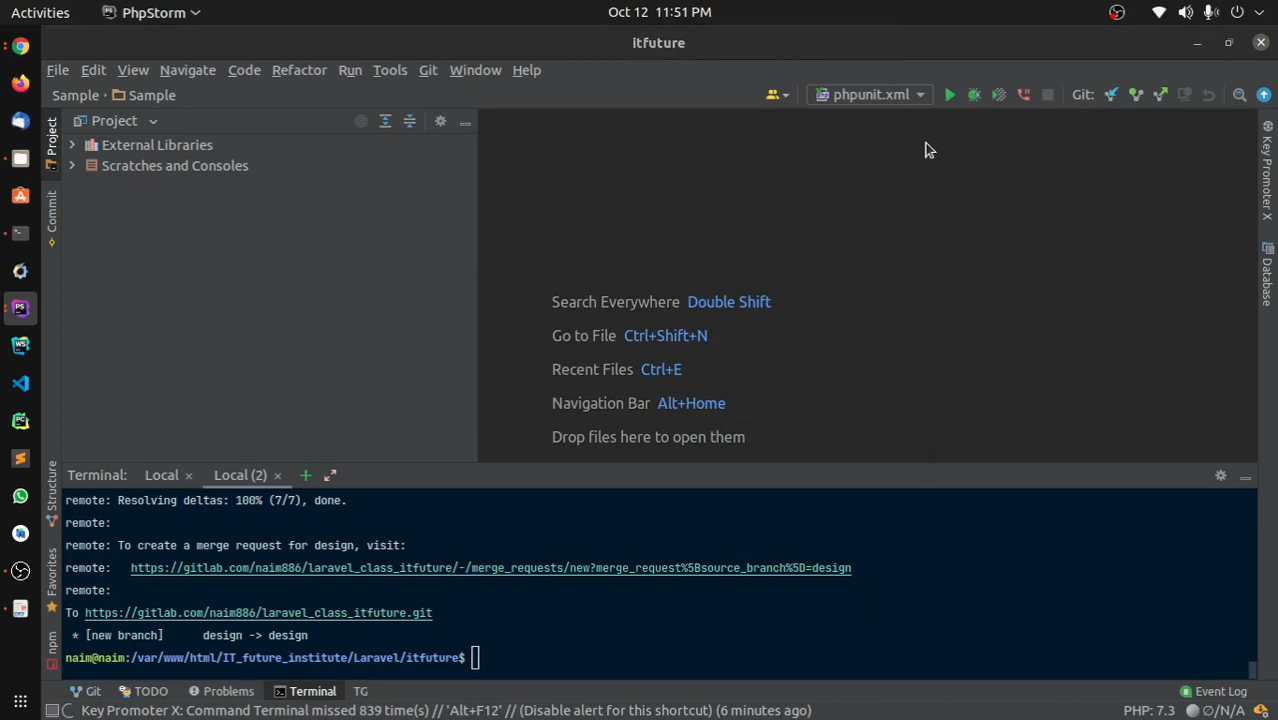 Activities
PhpStorm
Oct 12 11:51 PM
itfuture
File Edit View Navigate Code Refactor Run Tools Git Window Help
Sample Sample
phpunit.xml
Git:
Project
External Libraries
Scratches and Consoles
Project
Commit
Structure
Favorites
npm
Key Promoter X
Database
Search Everywhere Double Shift
Go to File Ctrl+Shift+N
Recent Files Ctrl+E
Navigation Bar Alt+Home
Drop files here to open them
Terminal: Local × Local (2) ×
remote: Resolving deltas: 100% (7/7), done.
remote:
remote: To create a merge request for design, visit:
remote: https://gitlab.com/naim886/laravel_class_itfuture/-/merge_requests/new?merge_request%5Bsource_branch%5D=design
remote:
To https://gitlab.com/naim886/laravel_class_itfuture.git
* [new branch] design -> design
naim@naim:/var/www/html/IT_future_institute/Laravel/itfuture$
Git TODO Problems Terminal TG
8 Event Log
Key Promoter X: Command Terminal missed 839 time(s) // 'Alt+F12' // (Disable alert for this shortcut) (6 minutes ago)
PHP: 7.3 ∅/N/A